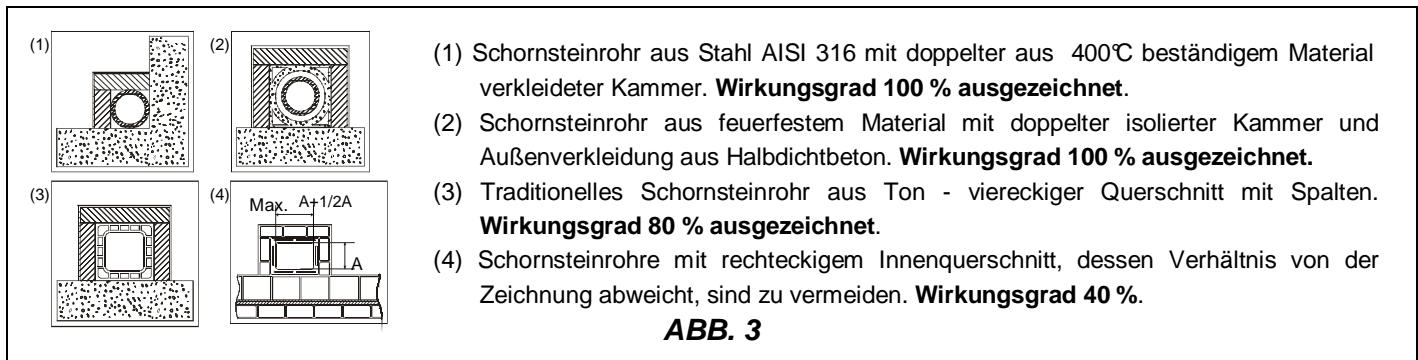 (1)
(2)
(3)
(4)
Max. A+1/2A
A
(1) Schornsteinrohr aus Stahl AISI 316 mit doppelter aus 400°C beständigem Material
verkleideter Kammer. Wirkungsgrad 100 % ausgezeichnet.
(2) Schornsteinrohr aus feuerfestem Material mit doppelter isolierter Kammer und
Außenverkleidung aus Halbdichtbeton. Wirkungsgrad 100 % ausgezeichnet.
(3) Traditionelles Schornsteinrohr aus Ton - viereckiger Querschnitt mit Spalten.
Wirkungsgrad 80 % ausgezeichnet.
(4) Schornsteinrohre mit rechteckigem Innenquerschnitt, dessen Verhältnis von der
Zeichnung abweicht, sind zu vermeiden. Wirkungsgrad 40 %.
ABB. 3